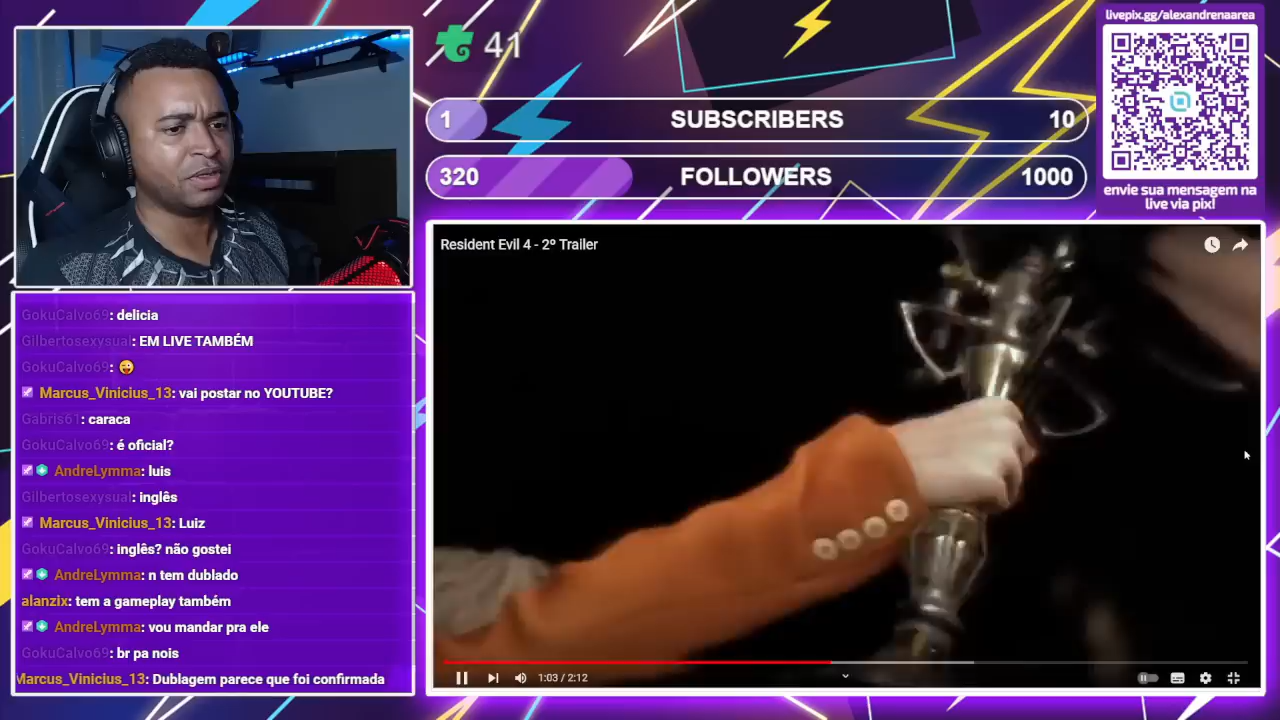 livepix.gg/alexandrenaarea
envie sua mensagem na
live via pix!
41
1 SUBSCRIBERS 10
320 FOLLOWERS 1000
Resident Evil 4 - 2º Trailer
GokuCalvo69: delicia
Gilbertosexysual: EM LIVE TAMBÉM
GokuCalvo69: 😜
Marcus_Vinicius_13: vai postar no YOUTUBE?
Gabris61: caraca
GokuCalvo69: é oficial?
AndreLymma: luis
Gilbertosexysual: inglês
Marcus_Vinicius_13: Luiz
GokuCalvo69: inglês? não gostei
AndreLymma: n tem dublado
alanzix: tem a gameplay também
AndreLymma: vou mandar pra ele
GokuCalvo69: br pa nois
Marcus_Vinicius_13: Dublagem parece que foi confirmada
1:03 / 2:12